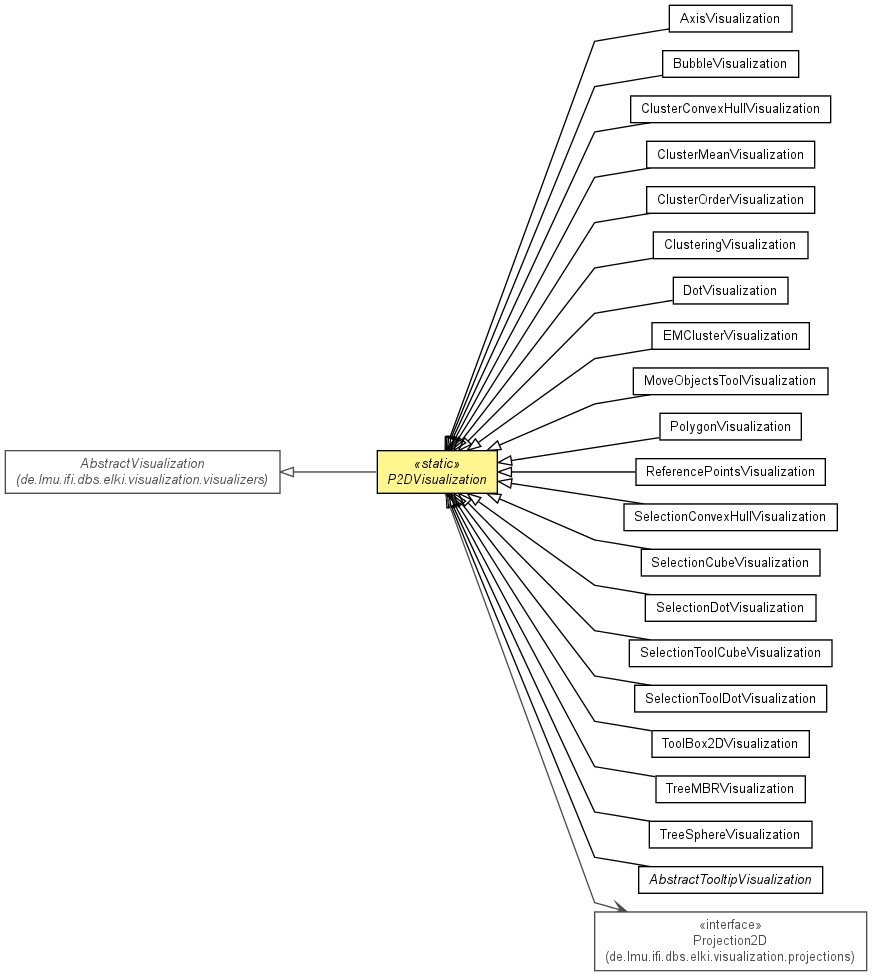 AxisVisualization
BubbleVisualization
ClusterConvexHullVisualization
ClusterMeanVisualization
ClusterOrderVisualization
ClusteringVisualization
DotVisualization
EMClusterVisualization
MoveObjectsToolVisualization
PolygonVisualization
AbstractVisualization
(de.lmu.ifi.dbs.elki.visualization.visualizers)
«static»
P2DVisualization
ReferencePointsVisualization
SelectionConvexHullVisualization
SelectionCubeVisualization
SelectionDotVisualization
SelectionToolCubeVisualization
SelectionToolDotVisualization
ToolBox2DVisualization
TreeMBRVisualization
TreeSphereVisualization
AbstractTooltipVisualization
«interface»
Projection2D
(de.lmu.ifi.dbs.elki.visualization.projections)